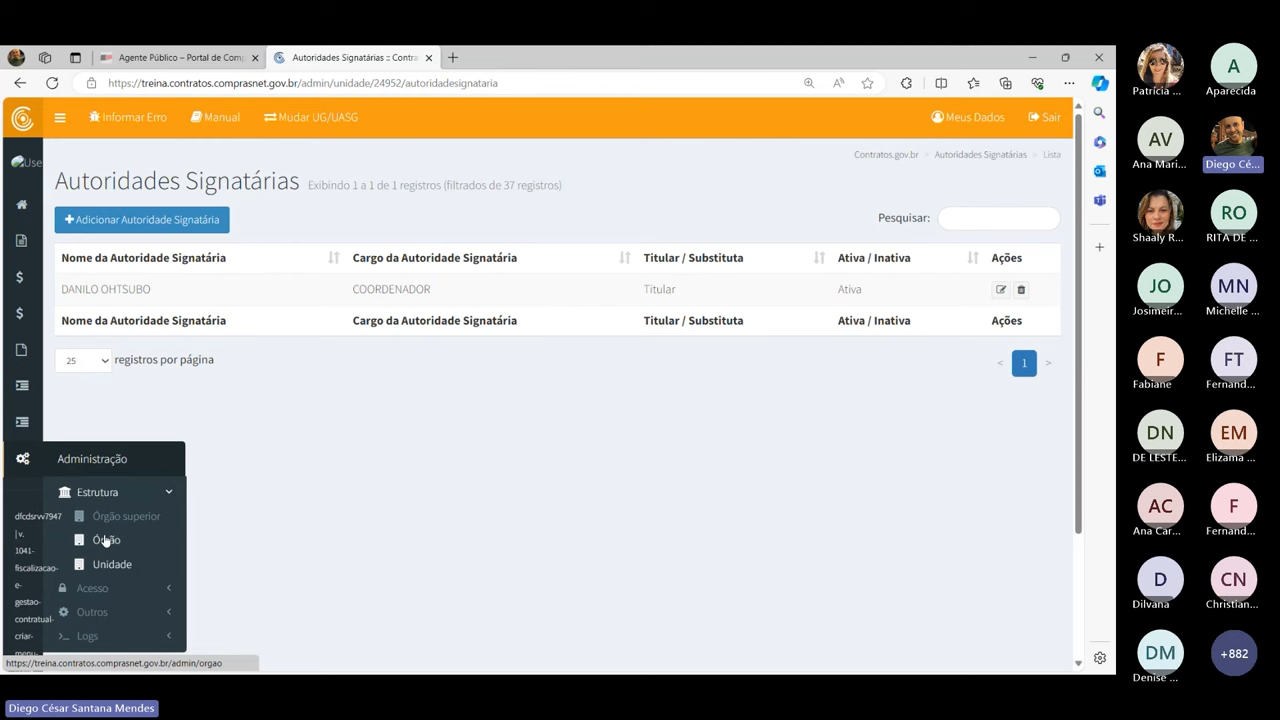 Agente Público – Portal de Com
Autoridades Signatárias :: Contra
https://treina.contratos.comprasnet.gov.br/admin/unidade/24952/autoridadesignataria
Informar Erro
Manual
Mudar UG/UASG
Meus Dados
Sair
Use
Contratos.gov.br > Autoridades Signatárias > Lista
Autoridades Signatárias Exibindo 1 a 1 de 1 registros (filtrados de 37 registros)
+Adicionar Autoridade Signatária
Pesquisar:
Nome da Autoridade Signatária Cargo da Autoridade Signatária Titular / Substituta Ativa / Inativa Ações
DANILO OHTSUBO COORDENADOR Titular Ativa
Nome da Autoridade Signatária Cargo da Autoridade Signatária Titular / Substituta Ativa / Inativa Ações
25 registros por página
< 1 >
Administração
Estrutura
Órgão superior
Órgão
Unidade
Acesso
Outros
Logs
dfcdsrvv7947
| v.
1041-
fiscalizacao-
e-
gestao-
contratual-
criar-
menu-
https://treina.contratos.comprasnet.gov.br/admin/orgao
Diego César Santana Mendes
Patrícia ...
A
Aparecida
AV
Ana Mari...
Diego Cé...
Shaaly R...
RO
RITA DE ...
JO
Josimeir...
MN
Michelle ...
F
Fabiane
FT
Fernand...
DN
DE LESTE...
EM
Elizama ...
AC
Ana Car...
F
Fernand...
D
Dilvana
CN
Christian...
DM
Denise ...
+882